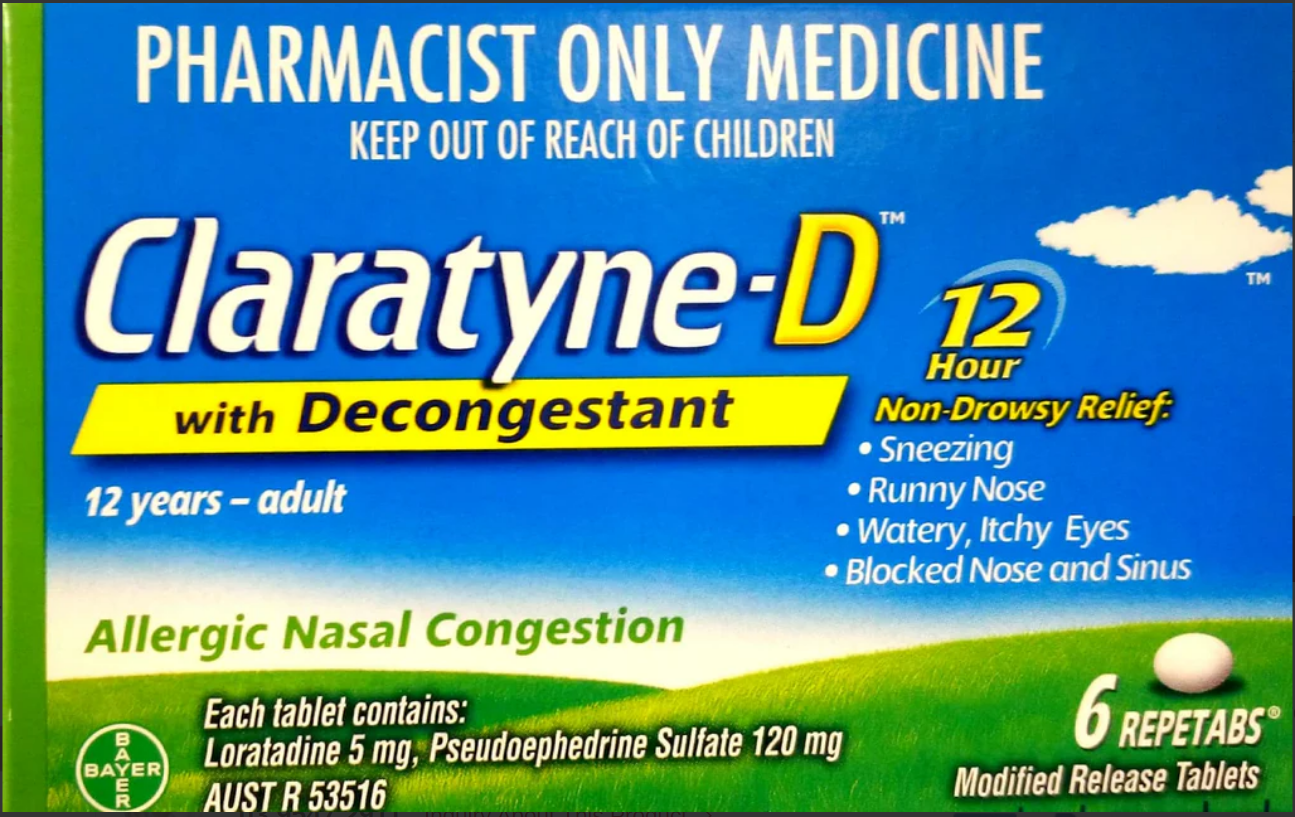 PHARMACIST ONLY MEDICINE
KEEP OUT OF REACH OF CHILDREN
Claratyne-D™
with Decongestant
12 years – adult
12
Hour
Non-Drowsy Relief:
• Sneezing
• Runny Nose
• Watery, Itchy Eyes
• Blocked Nose and Sinus
TM
Allergic Nasal Congestion
Each tablet contains:
Loratadine 5 mg, Pseudoephedrine Sulfate 120 mg
AUST R 53516
BAYER
BAYER
6 REPETABS®
Modified Release Tablets